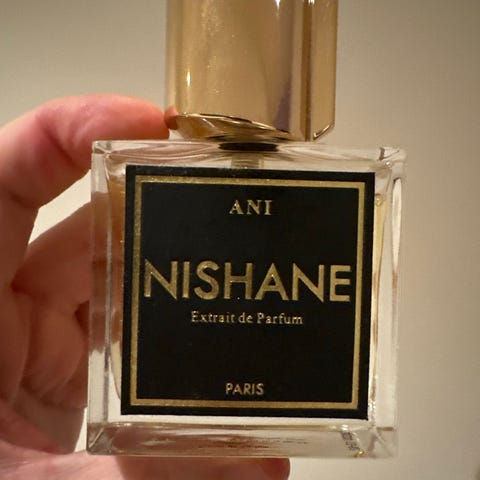 ANI
NISHANE
Extrait de Parfum
PARIS